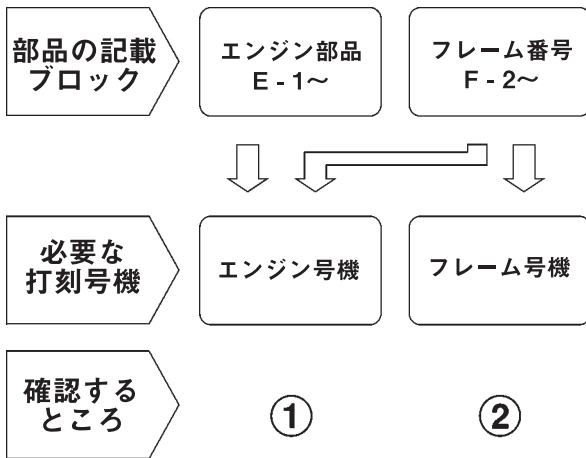 部品の記載
ブロック
エンジン部品
E - 1〜
フレーム番号
F - 2〜
必要な
打刻号機
エンジン号機
フレーム号機
確認する
ところ
①
②